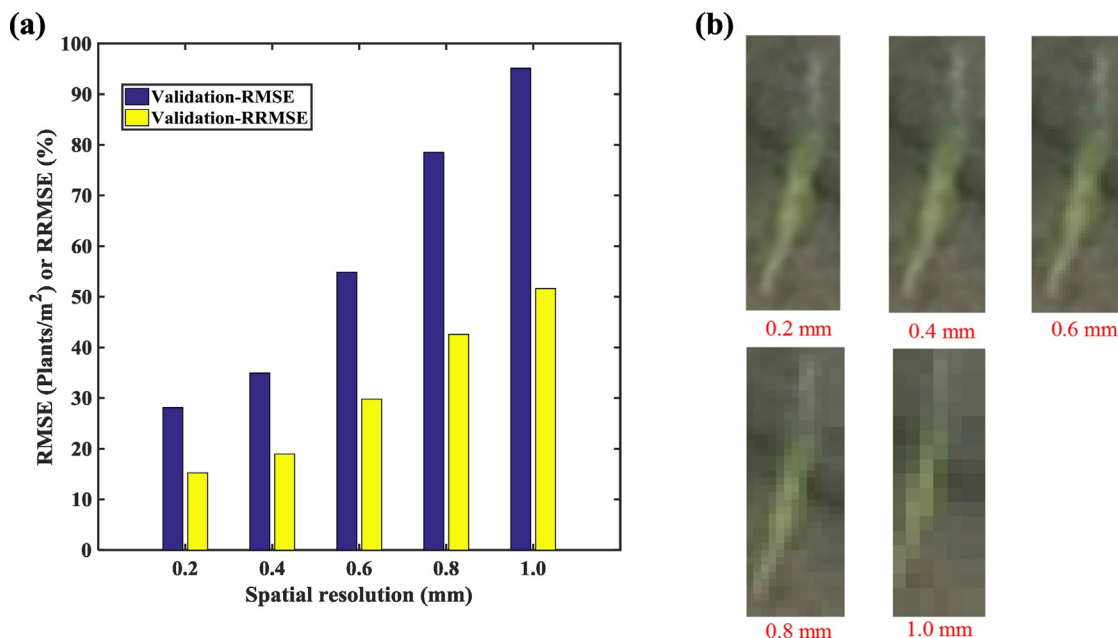 (a)
100
90
80
70
60
50
40
30
20
10
0
RMSE (Plants/m²) or RRMSE (%)
Validation-RMSE
Validation-RRMSE
0.2 0.4 0.6 0.8 1.0
Spatial resolution (mm)
(b)
0.2 mm 0.4 mm 0.6 mm
0.8 mm 1.0 mm